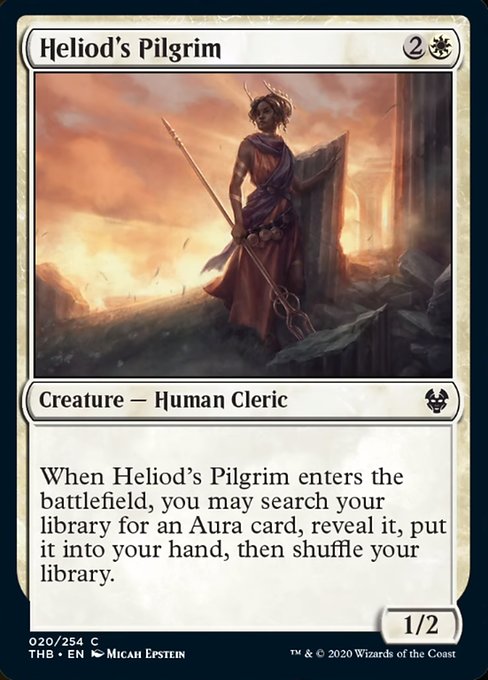 Heliod's Pilgrim 2
Creature — Human Cleric
When Heliod's Pilgrim enters the
battlefield, you may search your
library for an Aura card, reveal it, put
it into your hand, then shuffle your
library.
1/2
020/254 C
THB • EN Micah Epstein
™ & © 2020 Wizards of the Coast